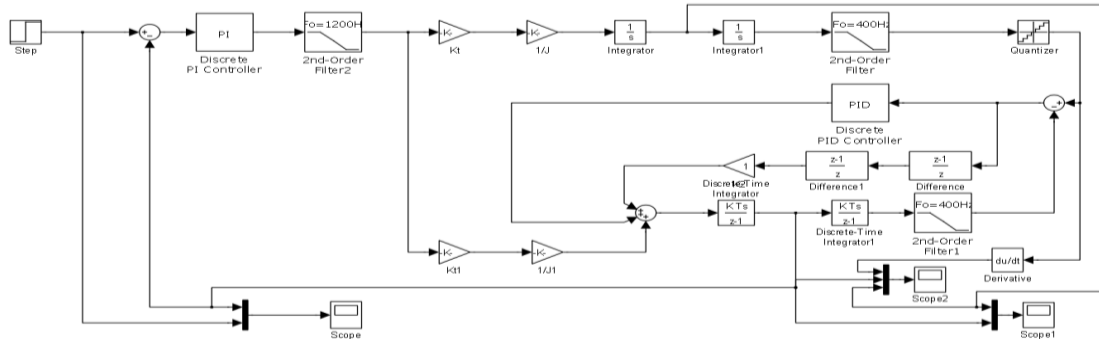 Step
PI
Discrete
PI Controller
Fo=1200H
2nd-Order
Filter2
-K-
Kt
-K-
1/J
1
s
Integrator
1
s
Integrator1
Fo=400Hz
2nd-Order
Filter
Quantizer
PID
Discrete
PID Controller
1
z-1
z
Difference1
z-1
z
Difference
Discrete-Time
Integrator
KTs
z-1
KTs
z-1
Discrete-Time
Integrator1
Fo=400Hz
2nd-Order
Filter1
-K-
Kt1
-K-
1/J1
du/dt
Derivative
Scope2
Scope
Scope1